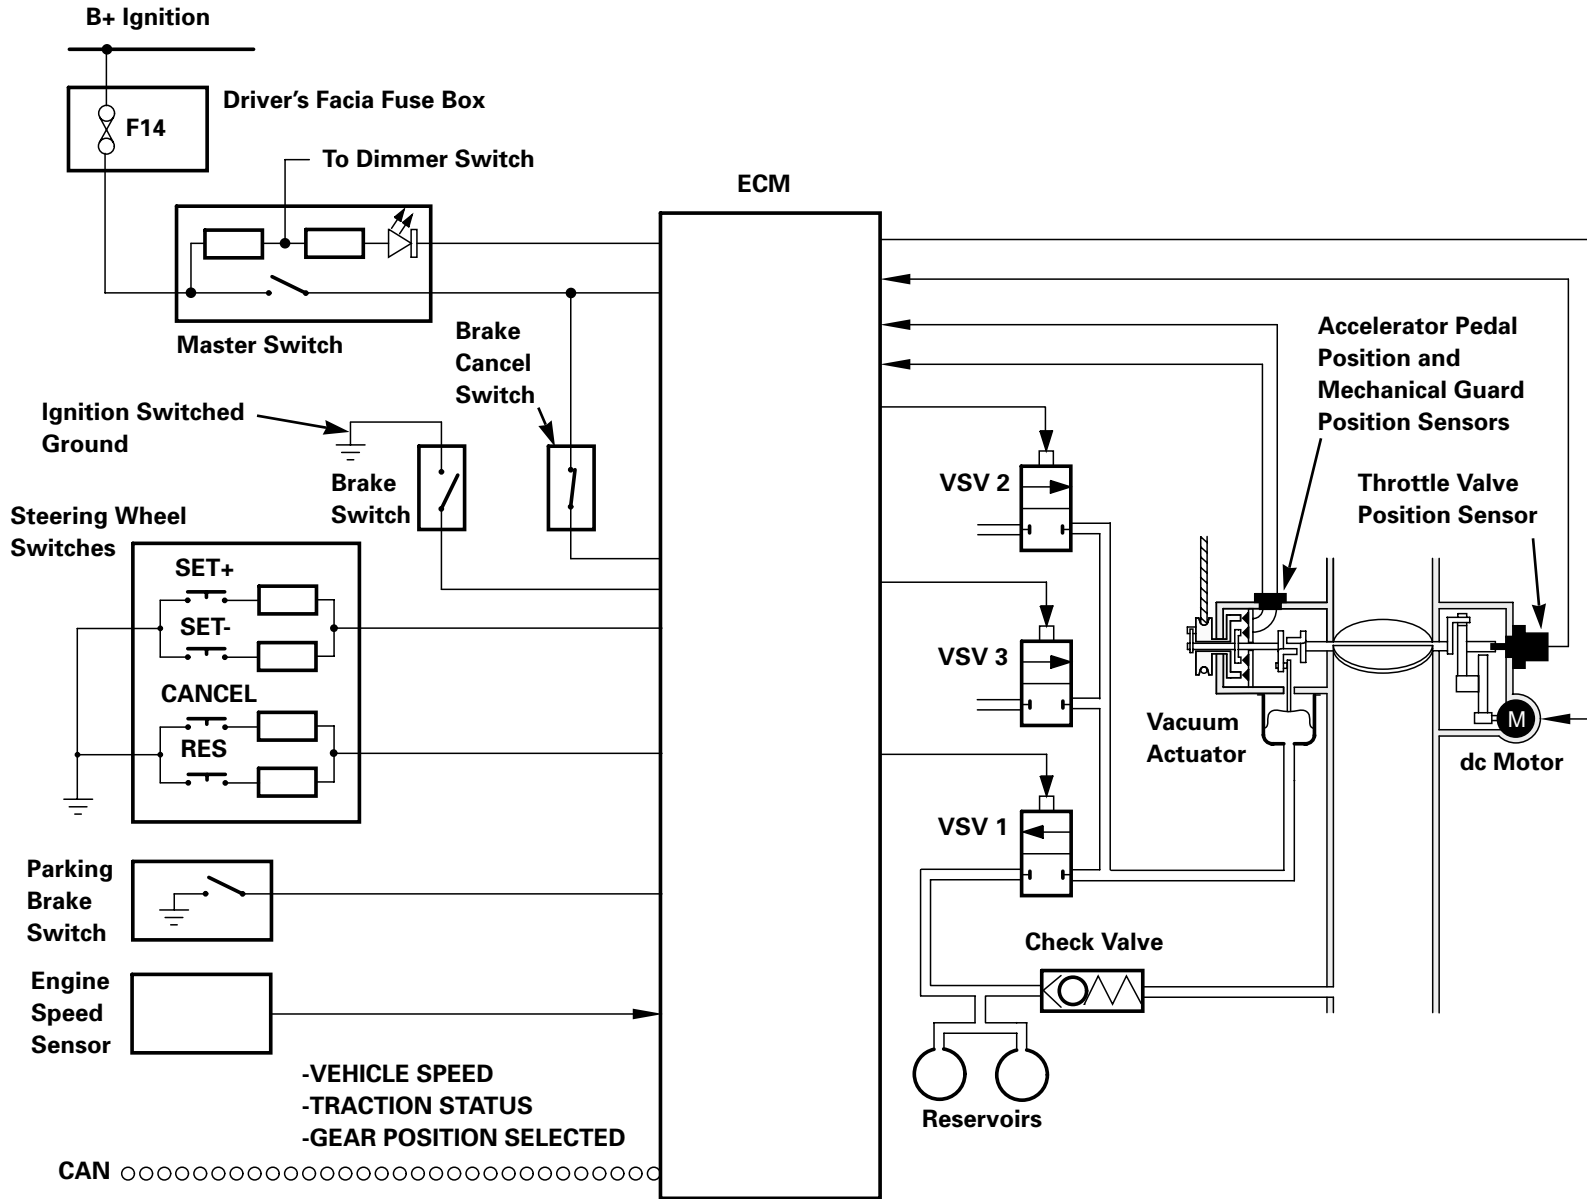 B+ Ignition
Driver's Facia Fuse Box
F14
To Dimmer Switch
ECM
Master Switch
Brake
Cancel
Switch
Ignition Switched
Ground
Brake
Switch
Steering Wheel
Switches
SET+
SET-
CANCEL
RES
Parking
Brake
Switch
Engine
Speed
Sensor
-VEHICLE SPEED
-TRACTION STATUS
-GEAR POSITION SELECTED
CAN
Accelerator Pedal
Position and
Mechanical Guard
Position Sensors
VSV 2
Throttle Valve
Position Sensor
VSV 3
Vacuum
Actuator
M
dc Motor
VSV 1
Check Valve
Reservoirs